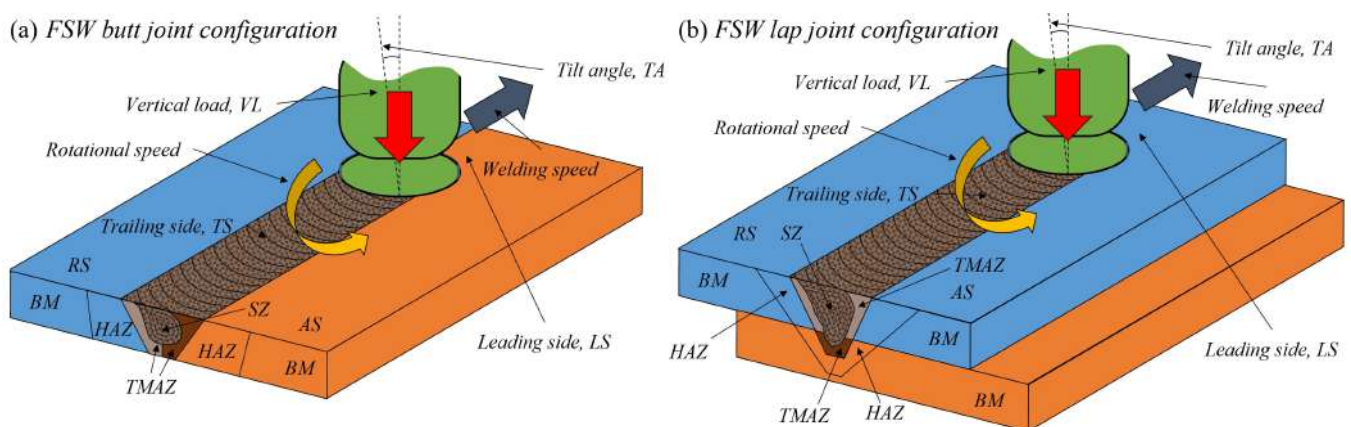 (a) FSW butt joint configuration
Tilt angle, TA
Vertical load, VL
Rotational speed
Welding speed
Trailing side, TS
RS
BM
HAZ
SZ
AS
HAZ
BM
TMAZ
Leading side, LS
(b) FSW lap joint configuration
Tilt angle, TA
Vertical load, VL
Welding speed
Rotational speed
Trailing side, TS
RS
SZ
TMAZ
BM
AS
HAZ
BM
Leading side, LS
TMAZ
HAZ
BM